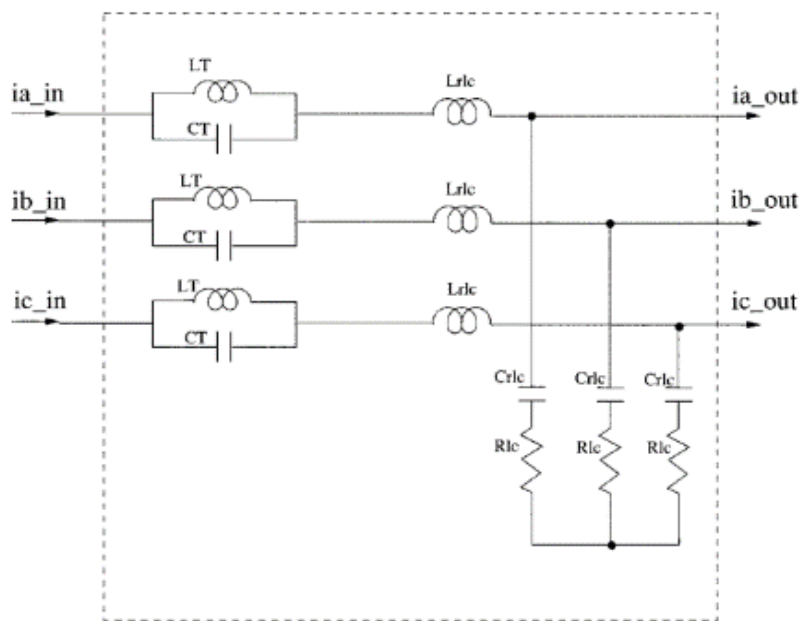 LT
Lrlc
ia_in
ia_out
CT
LT
Lrlc
ib_in
ib_out
CT
LT
Lrlc
ic_in
ic_out
CT
Crlc
Crlc
Crlc
Rlc
Rlc
Rlc